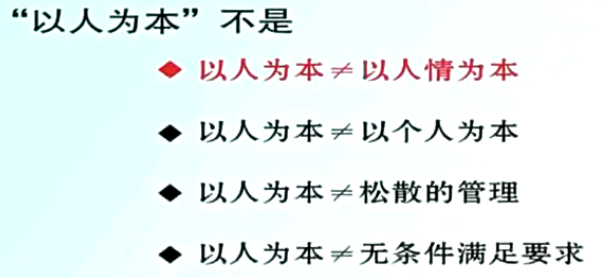 “以人为本”不是
◆ 以人为本≠以人情为本
◆ 以人为本≠以个人为本
◆ 以人为本≠松散的管理
◆ 以人为本≠无条件满足要求